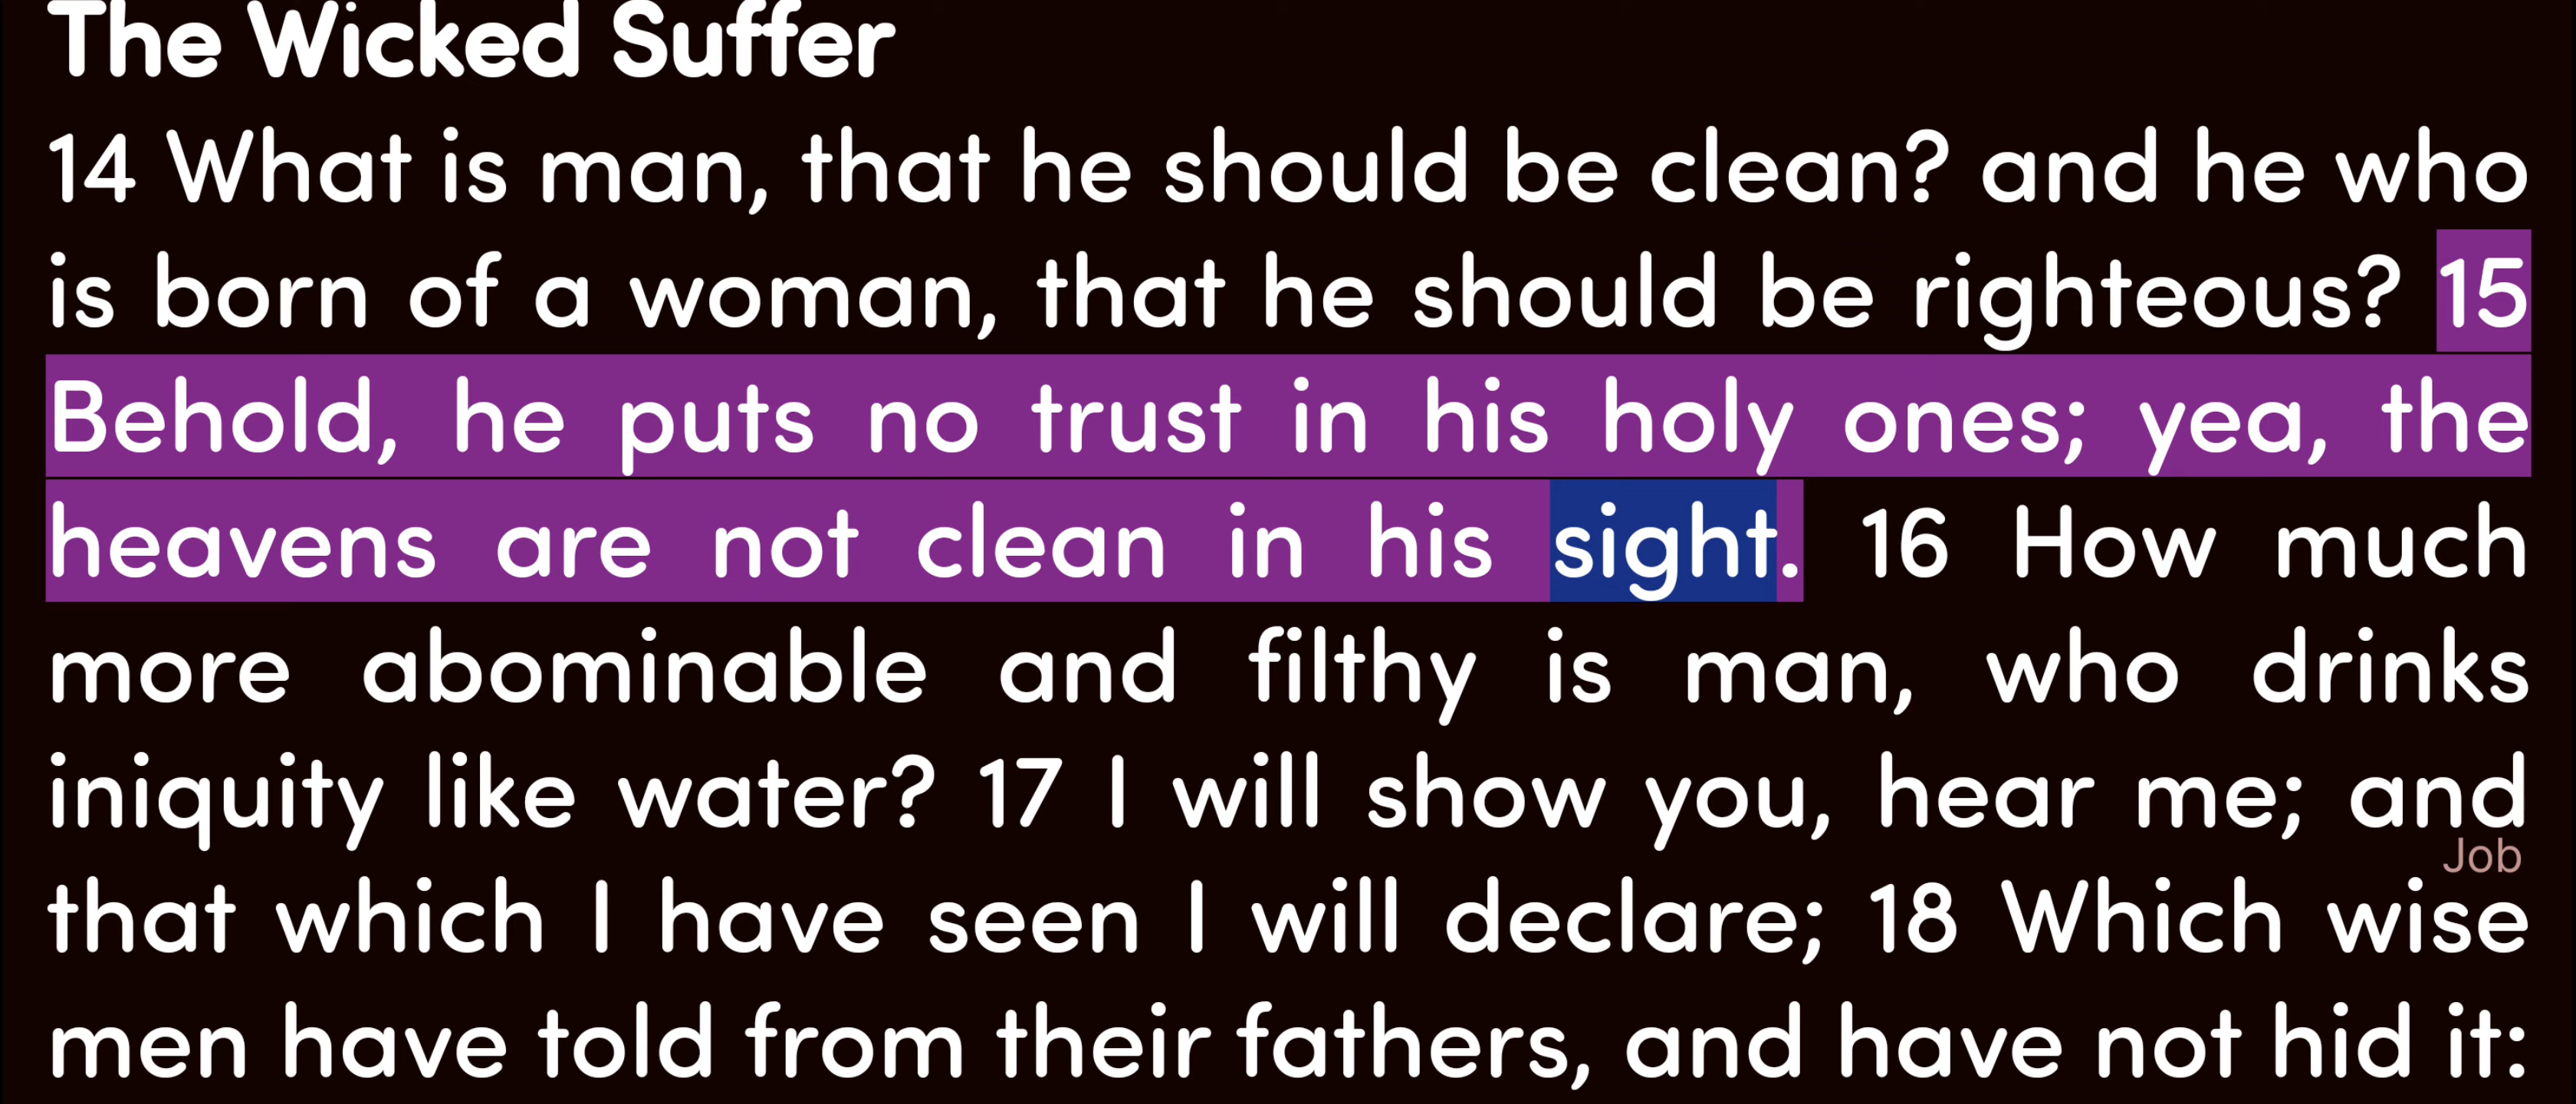 The Wicked Suffer
14 What is man, that he should be clean? and he who
is born of a woman, that he should be righteous? 15
Behold, he puts no trust in his holy ones; yea, the
heavens are not clean in his sight. 16 How much
more abominable and filthy is man, who drinks
iniquity like water? 17 I will show you, hear me; and
Job
that which I have seen I will declare; 18 Which wise
men have told from their fathers, and have not hid it: